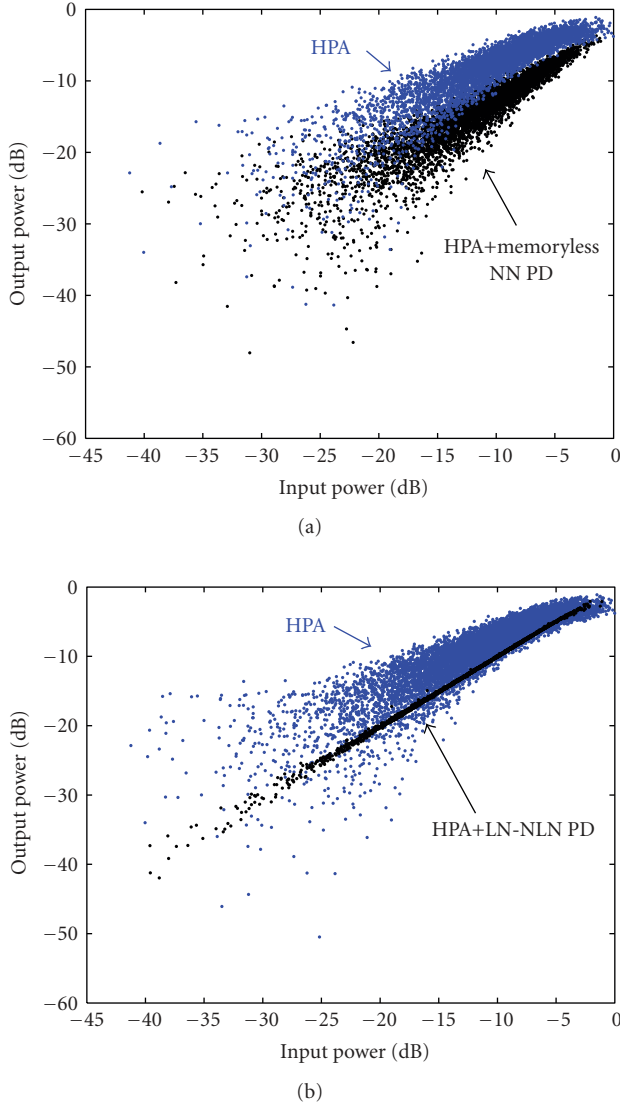 0
HPA
−10
−20
−30
HPA+memoryless
NN PD
−40
−50
−60
−45 −40 −35 −30 −25 −20 −15 −10 −5 0
Output power (dB)
Input power (dB)
(a)
0
HPA
−10
−20
−30
HPA+LN-NLN PD
−40
−50
−60
−45 −40 −35 −30 −25 −20 −15 −10 −5 0
Output power (dB)
Input power (dB)
(b)